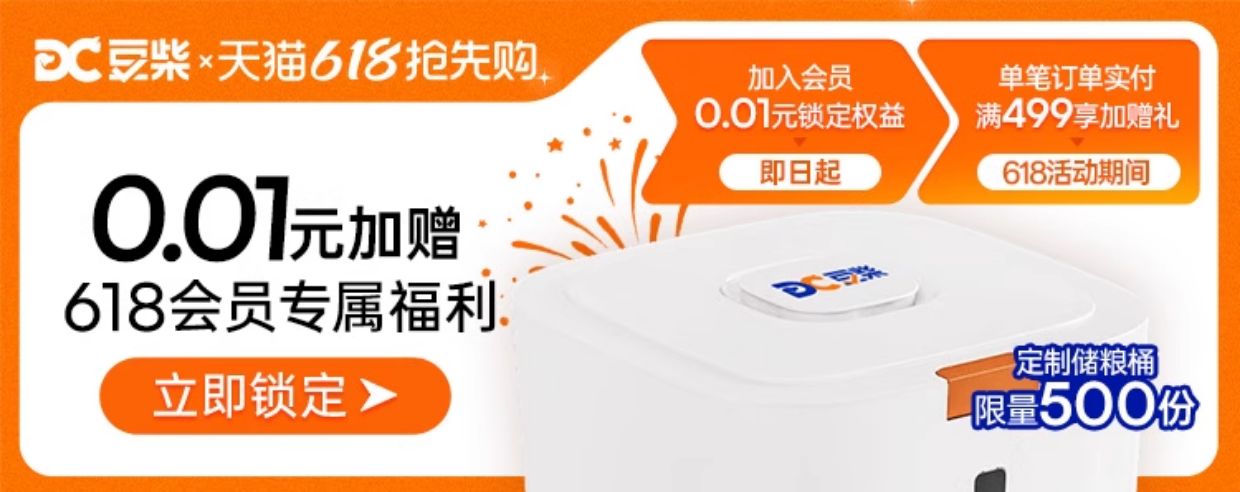 DC豆柴×天猫618抢先购
加入会员
0.01元锁定权益
即日起
单笔订单实付
满499享加赠礼
618活动期间
0.01元加赠
618会员专属福利
立即锁定
DC豆柴
定制储粮桶
限量500份